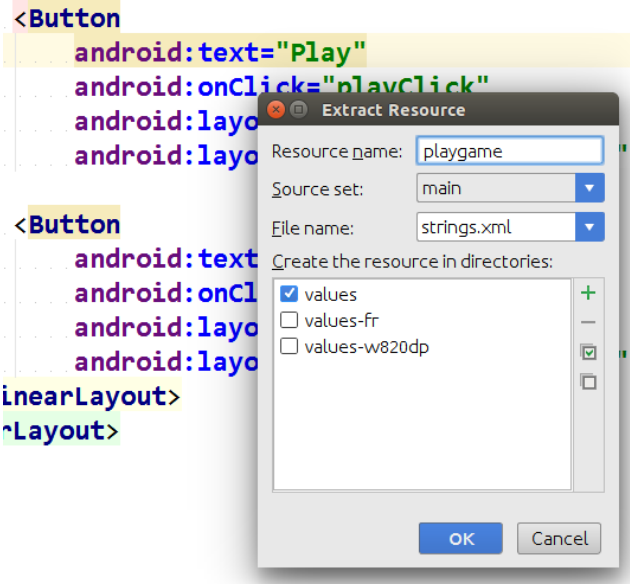 <Button
android:text="Play"
android:onClick="playClick"
android:layo
android:layo
"
<Button
android:text
android:onCl
android:layo
android:layo
"
inearLayout>
rLayout>
Extract Resource
Resource name: playgame
Source set: main
File name: strings.xml
Create the resource in directories:
values
values-fr
values-w820dp
OK Cancel